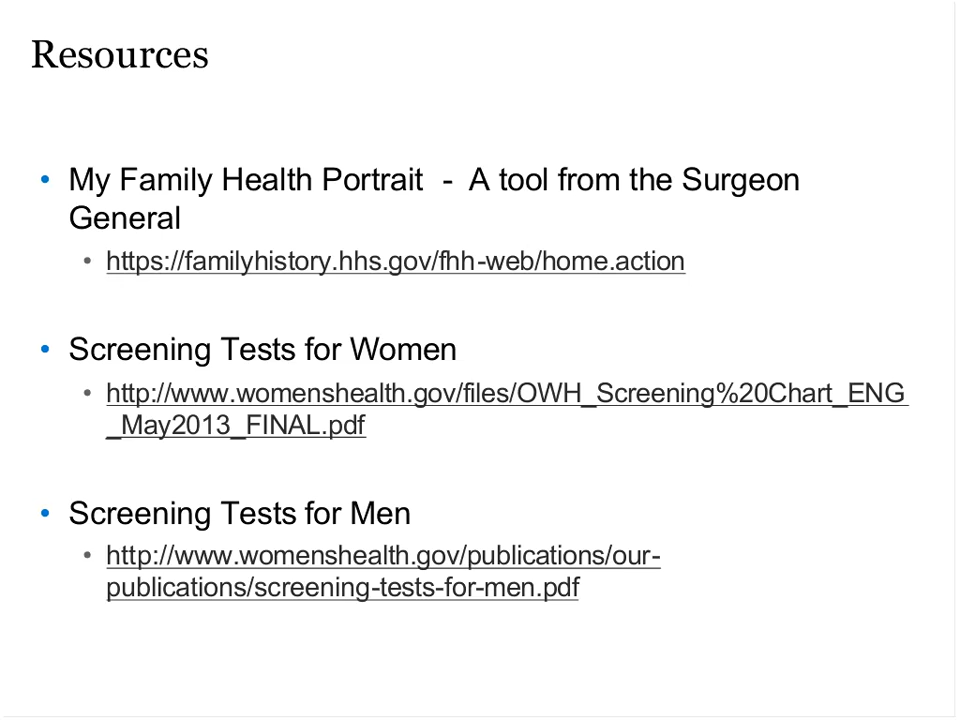 Resources
• My Family Health Portrait - A tool from the Surgeon
General
• https://familyhistory.hhs.gov/fhh-web/home.action
• Screening Tests for Women
• http://www.womenshealth.gov/files/OWH_Screening%20Chart_ENG
_May2013_FINAL.pdf
• Screening Tests for Men
• http://www.womenshealth.gov/publications/our-
publications/screening-tests-for-men.pdf